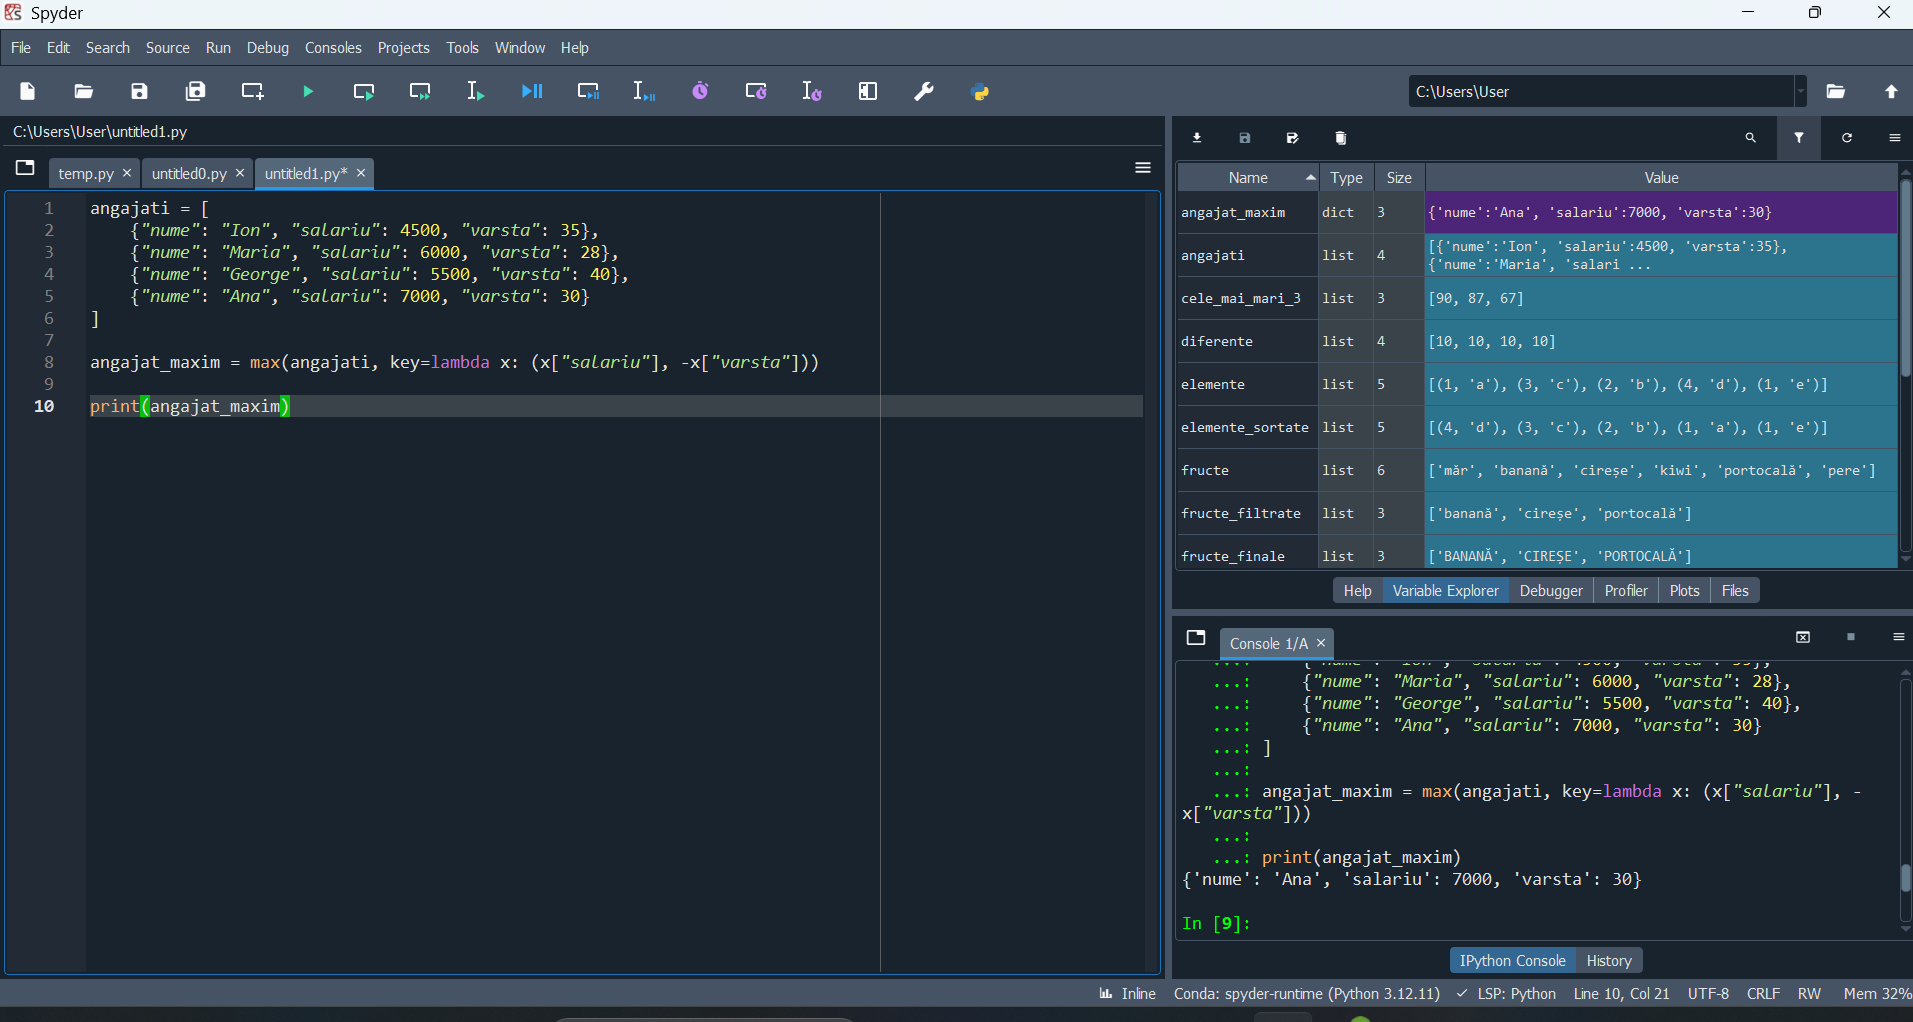 Spyder
File Edit Search Source Run Debug Consoles Projects Tools Window Help
C:\Users\User
C:\Users\User\untitled1.py
temp.py × untitled0.py × untitled1.py* ×
1 angajati = [
2     {"nume": "Ion", "salariu": 4500, "varsta": 35},
3     {"nume": "Maria", "salariu": 6000, "varsta": 28},
4     {"nume": "George", "salariu": 5500, "varsta": 40},
5     {"nume": "Ana", "salariu": 7000, "varsta": 30}
6 ]
7
8 angajat_maxim = max(angajati, key=lambda x: (x["salariu"], -x["varsta"]))
9
10 print(angajat_maxim)
Name Type Size Value
angajat_maxim dict 3 {'nume':'Ana', 'salariu':7000, 'varsta':30}
angajati list 4 [{'nume':'Ion', 'salariu':4500, 'varsta':35},
{'nume':'Maria', 'salari ...
cele_mai_mari_3 list 3 [90, 87, 67]
diferente list 4 [10, 10, 10, 10]
elemente list 5 [(1, 'a'), (3, 'c'), (2, 'b'), (4, 'd'), (1, 'e')]
elemente_sortate list 5 [(4, 'd'), (3, 'c'), (2, 'b'), (1, 'a'), (1, 'e')]
fructe list 6 ['măr', 'banană', 'cireșe', 'kiwi', 'portocală', 'pere']
fructe_filtrate list 3 ['banană', 'cireșe', 'portocală']
fructe_finale list 3 ['BANANĂ', 'CIREȘE', 'PORTOCALĂ']
Help Variable Explorer Debugger Profiler Plots Files
Console 1/A ×
...:     {"nume": "Maria", "salariu": 6000, "varsta": 28},
...:     {"nume": "George", "salariu": 5500, "varsta": 40},
...:     {"nume": "Ana", "salariu": 7000, "varsta": 30}
...: ]
...:
...: angajat_maxim = max(angajati, key=lambda x: (x["salariu"], -
x["varsta"]))
...:
...: print(angajat_maxim)
{'nume': 'Ana', 'salariu': 7000, 'varsta': 30}
In [9]:
IPython Console History
Inline Conda: spyder-runtime (Python 3.12.11) ✓ LSP: Python Line 10, Col 21 UTF-8 CRLF RW Mem 32%